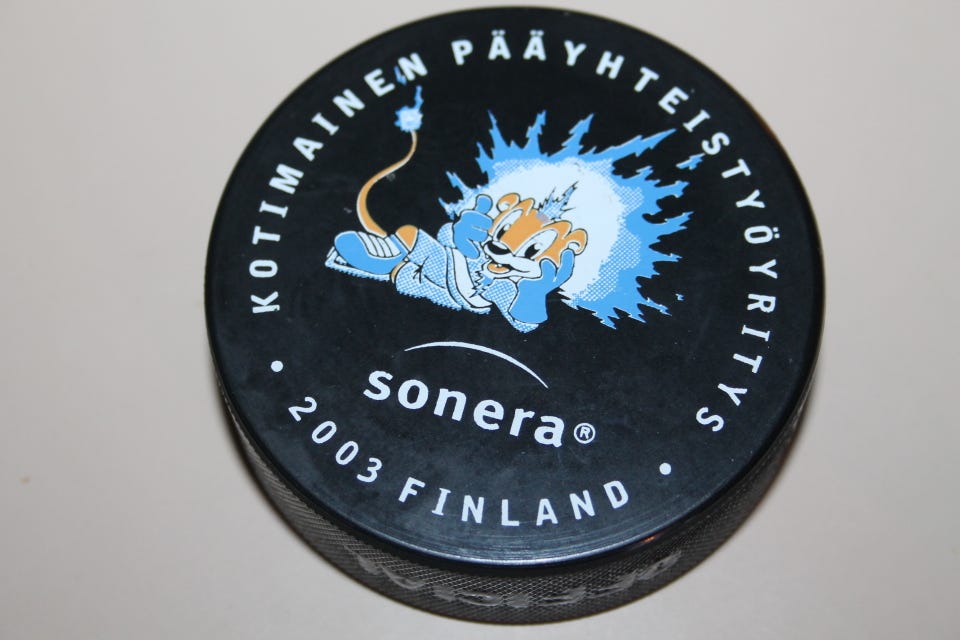 KOTIMAINEN PÄÄYHTEISTYÖYRITYS
sonera®
• 2003 FINLAND •